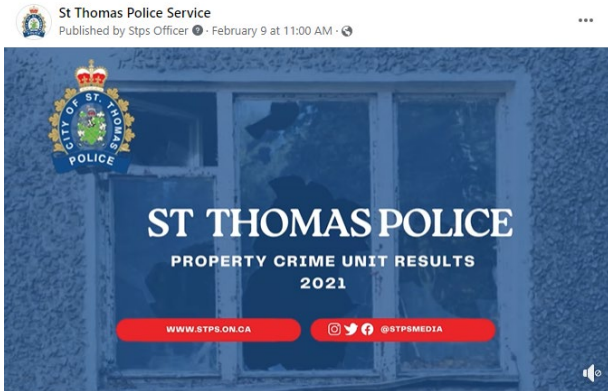 St Thomas Police Service
Published by Stps Officer · February 9 at 11:00 AM ·
CITY OF ST. THOMAS
POLICE
ST THOMAS POLICE
PROPERTY CRIME UNIT RESULTS
2021
WWW.STPS.ON.CA
@STPSMEDIA